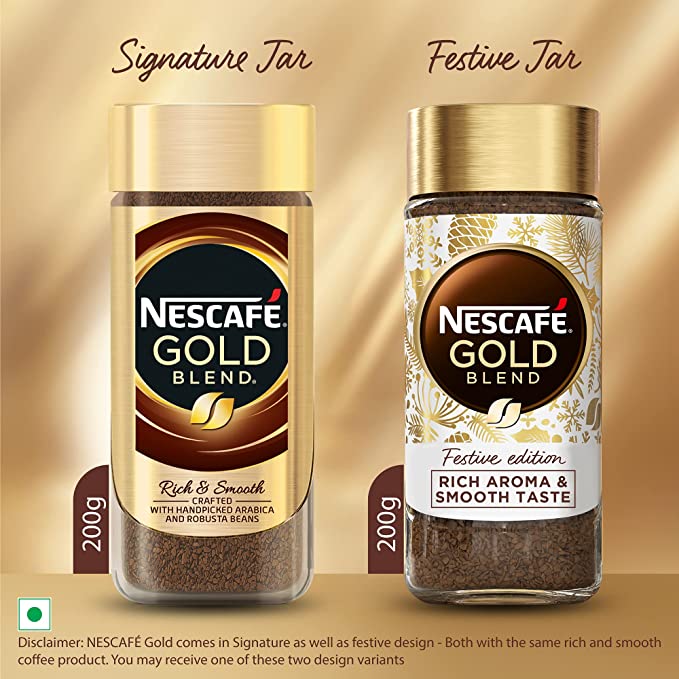 Signature Jar
Festive Jar
NESCAFÉ®
GOLD
BLEND®
Rich & Smooth
CRAFTED
WITH HANDPICKED ARABICA
AND ROBUSTA BEANS
200g
NESCAFÉ®
GOLD
BLEND
Festive edition
RICH AROMA &
SMOOTH TASTE
200g
Disclaimer: NESCAFÉ Gold comes in Signature as well as festive design - Both with the same rich and smooth
coffee product. You may receive one of these two design variants